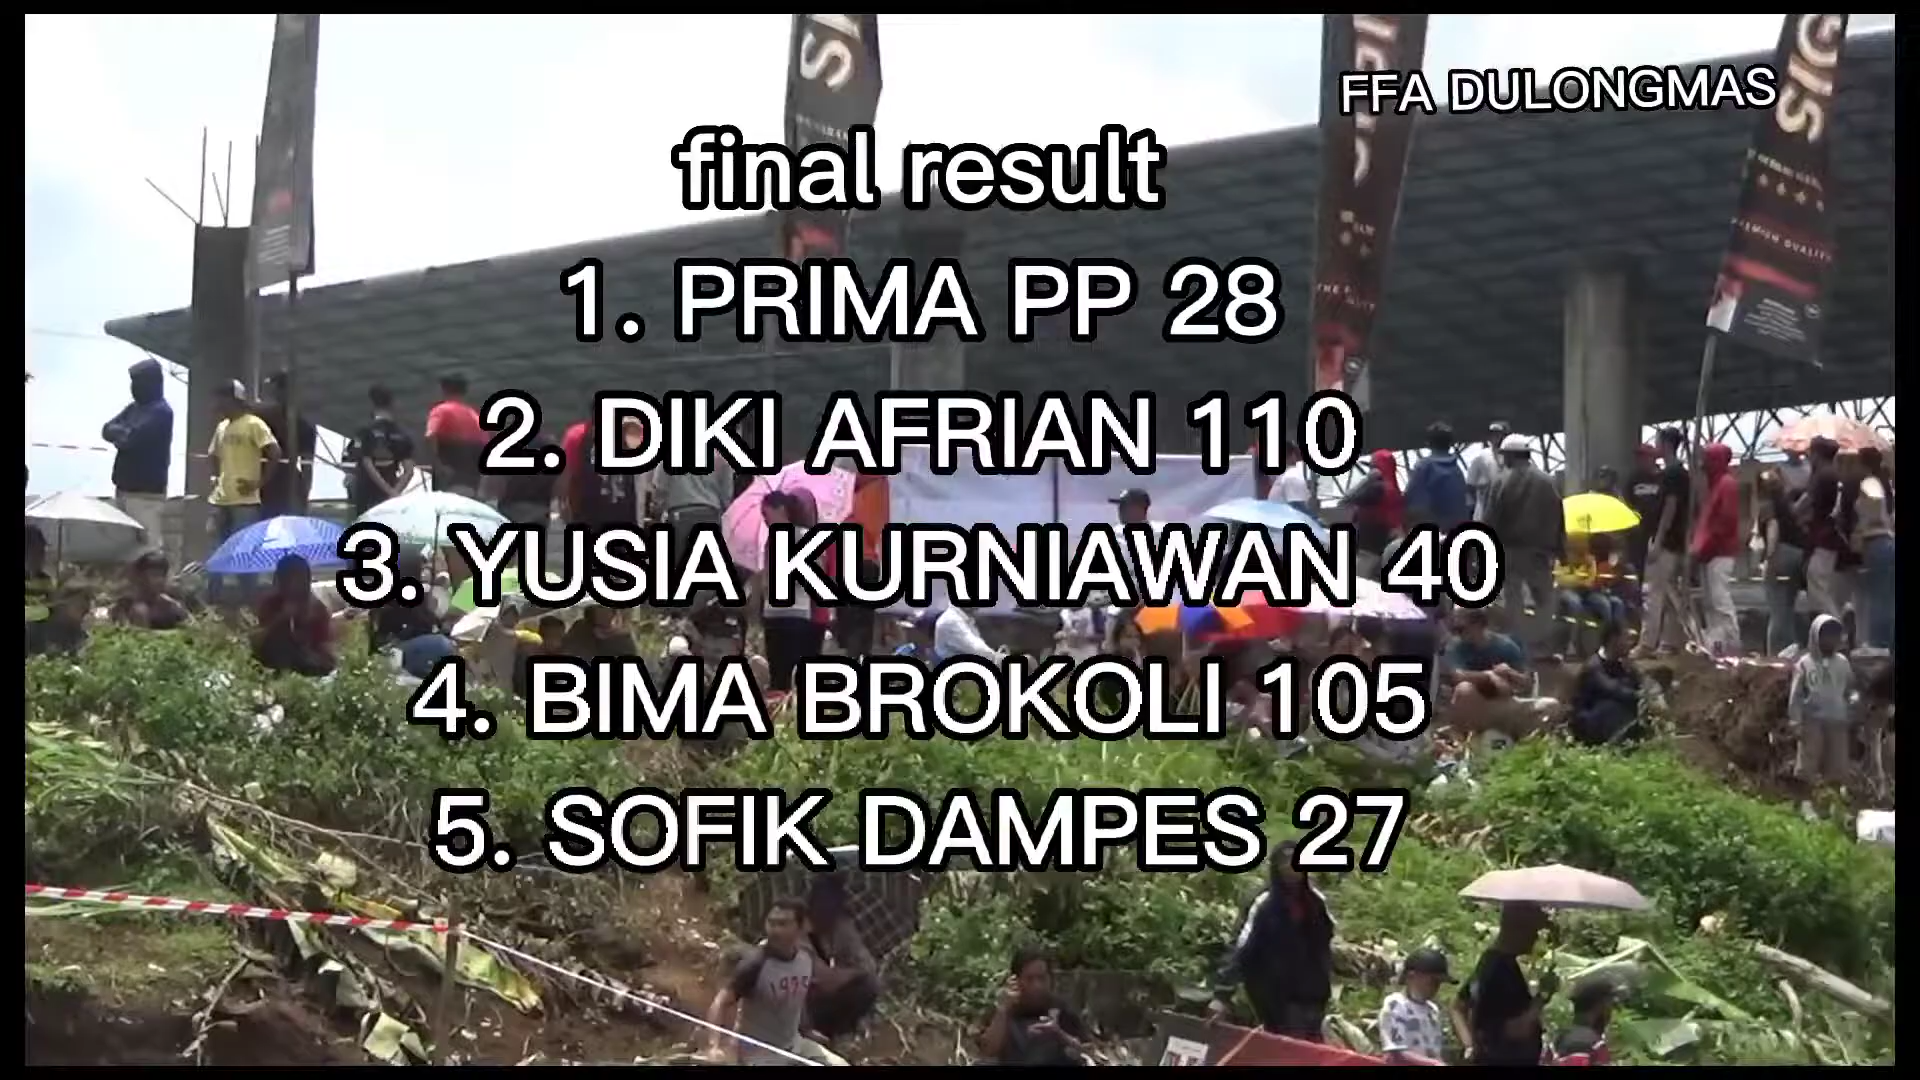 FFA DULONGMAS
final result
1. PRIMA PP 28
2. DIKI AFRIAN 110
3. YUSIA KURNIAWAN 40
4. BIMA BROKOLI 105
5. SOFIK DAMPES 27
1995